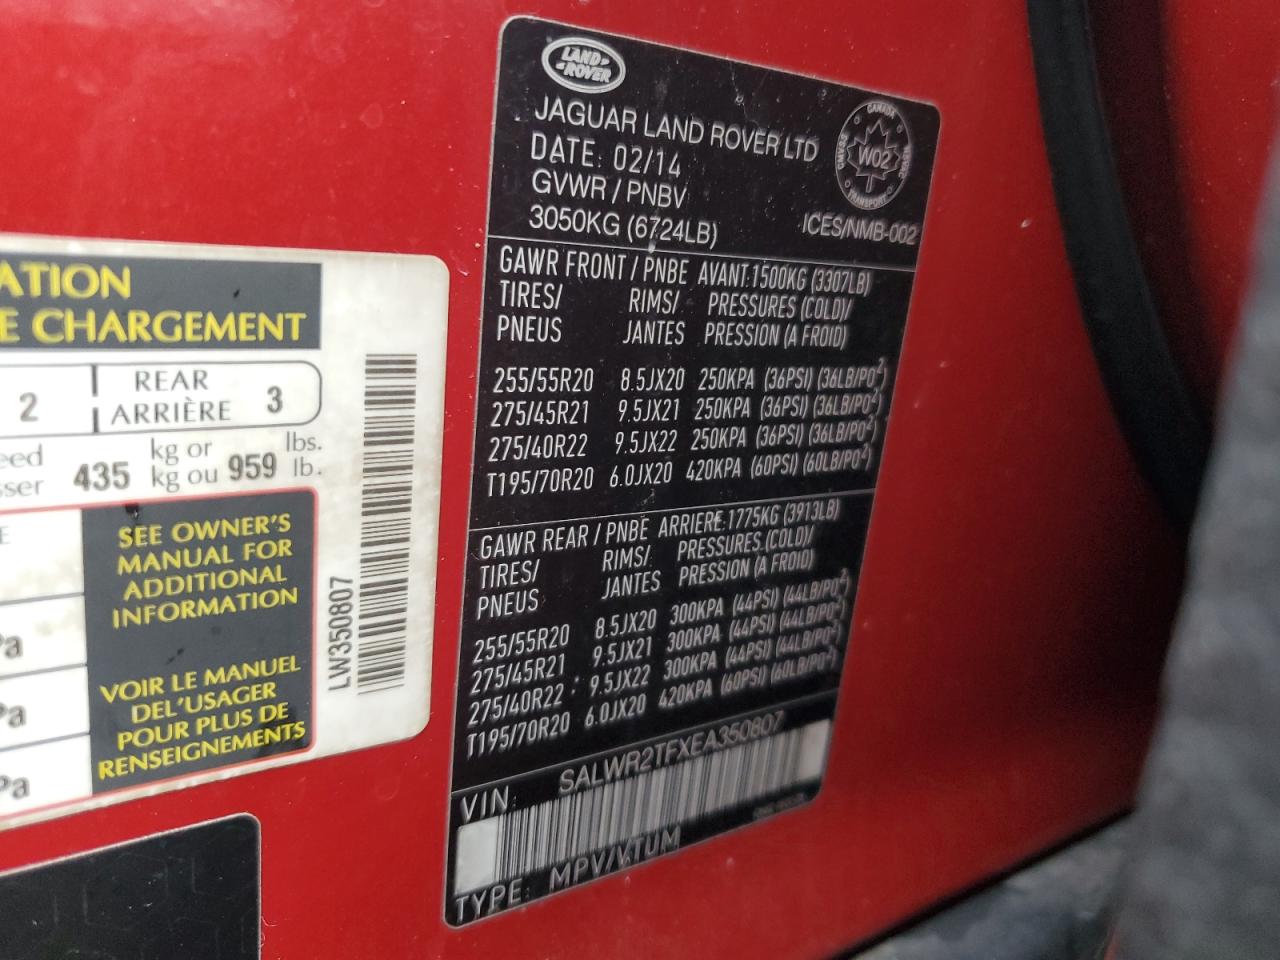 LAND
ROVER
JAGUAR LAND ROVER LTD
DATE: 02/14
GVWR / PNBV
3050KG (6724LB)
CANADA
W02
TRANSPORT
ICES/NMB-002
GAWR FRONT / PNBE AVANT:1500KG (3307LB)
TIRES/ RIMS/ PRESSURES (COLD)/
PNEUS JANTES PRESSION (A FROID)
255/55R20 8.5JX20 250KPA (36PSI) (36LB/PO²)
275/45R21 9.5JX21 250KPA (36PSI) (36LB/PO²)
275/40R22 9.5JX22 250KPA (36PSI) (36LB/PO²)
T195/70R20 6.0JX20 420KPA (60PSI) (60LB/PO²)
GAWR REAR / PNBE ARRIERE:1775KG (3913LB)
TIRES/ RIMS/ PRESSURES (COLD)/
PNEUS JANTES PRESSION (A FROID)
255/55R20 8.5JX20 300KPA (44PSI) (44LB/PO²)
275/45R21 9.5JX21 300KPA (44PSI) (44LB/PO²)
275/40R22 9.5JX22 300KPA (44PSI) (44LB/PO²)
T195/70R20 6.0JX20 420KPA (60PSI) (60LB/PO²)
VIN: SALWR2TFXEA350807
TYPE: MPV/VTUM
ATION
E CHARGEMENT
2 REAR
ARRIÈRE 3
eed 435 kg or 959 lbs.
sser kg ou lb.
E
SEE OWNER'S
MANUAL FOR
ADDITIONAL
INFORMATION
Pa
VOIR LE MANUEL
DEL'USAGER
POUR PLUS DE
RENSEIGNEMENTS
Pa
Pa
LW350807